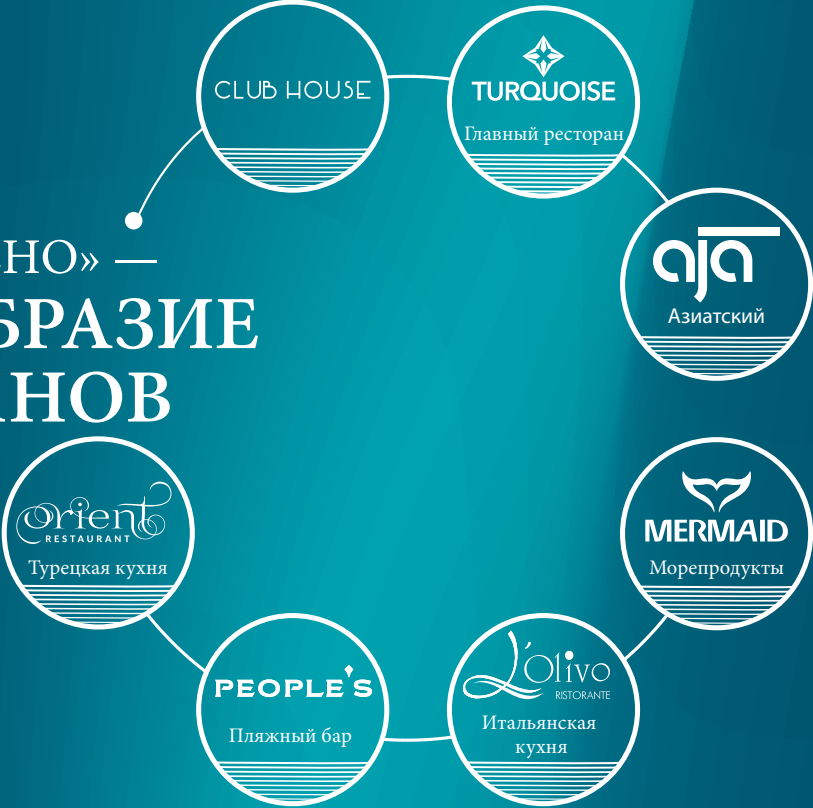 CLUB HOUSE
TURQUOISE
Главный ресторан
aja
Азиатский
НО» —
БРАЗИЕ
НОВ
orient
RESTAURANT
Турецкая кухня
MERMAID
Морепродукты
PEOPLE'S
Пляжный бар
L'Olivo
RISTORANTE
Итальянская
кухня